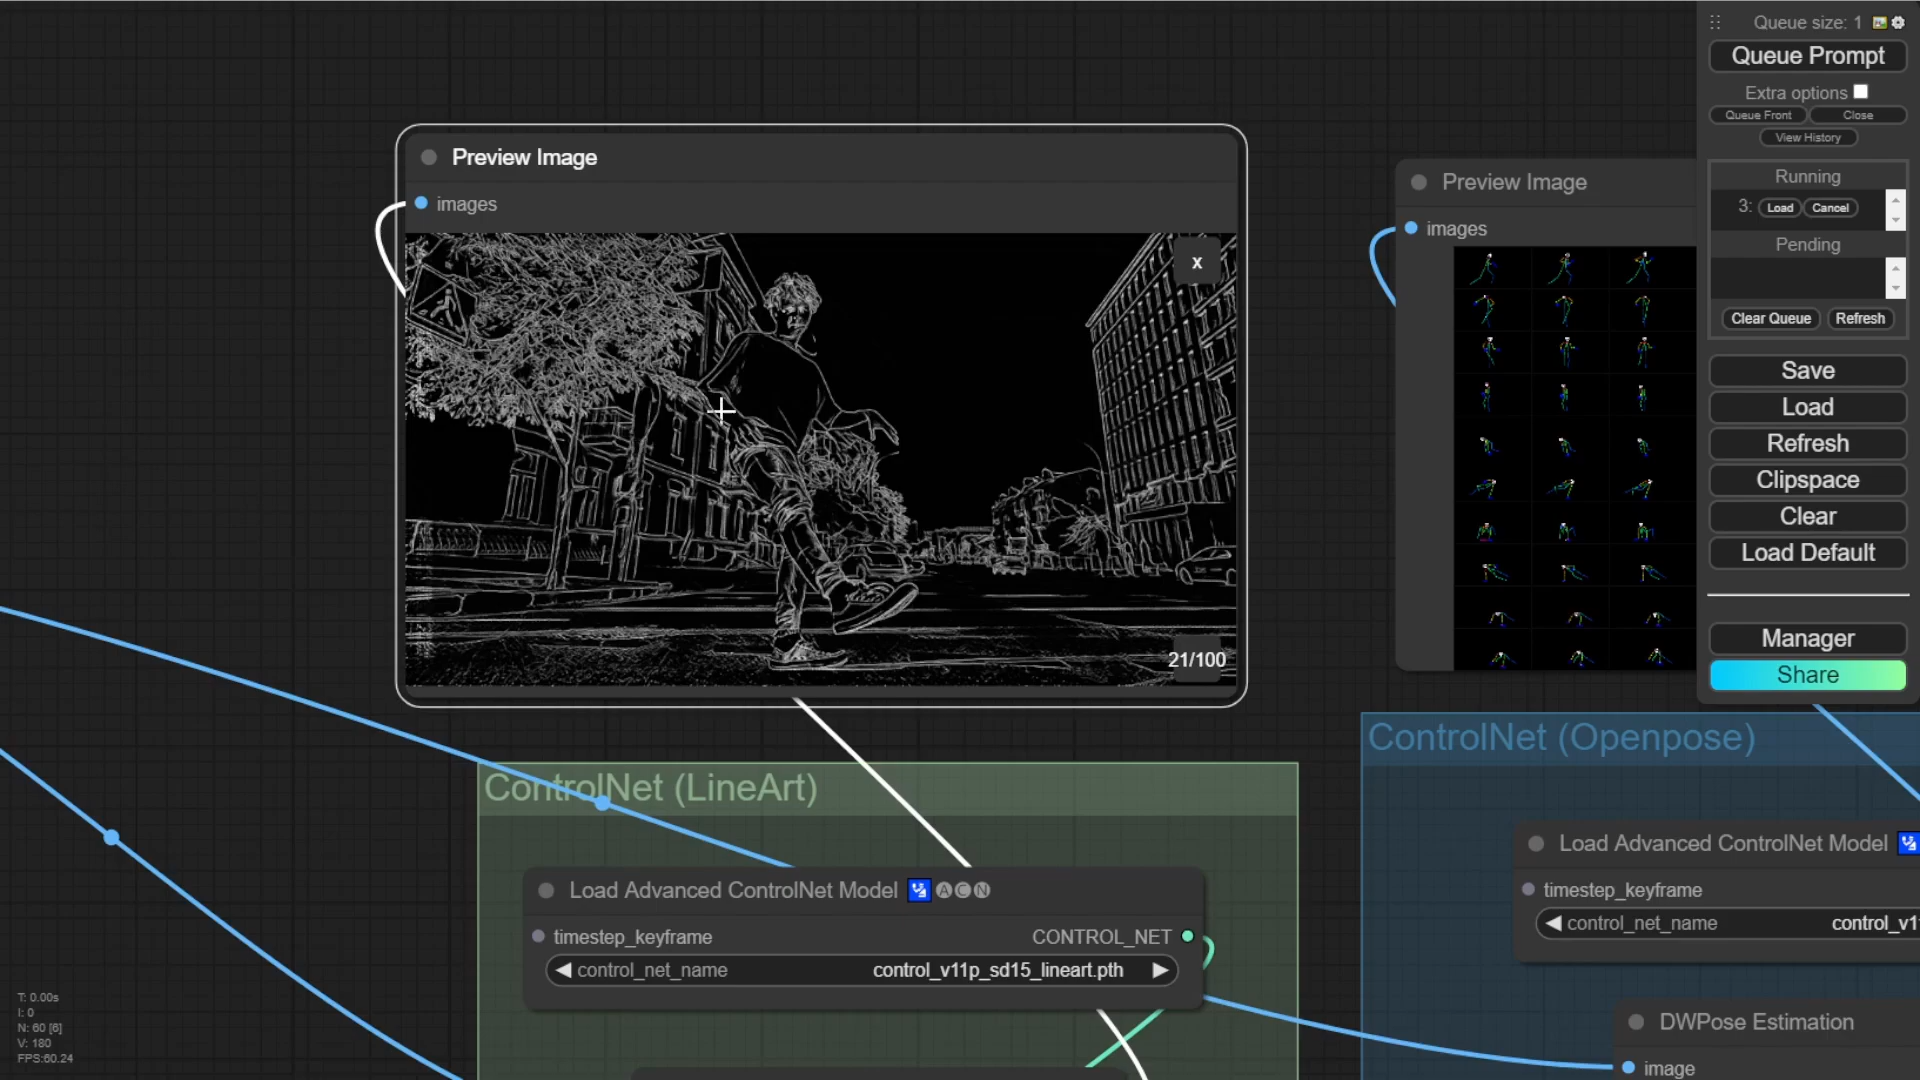 Queue size: 1
Queue Prompt
Extra options
Queue Front
Close
View History
Running
3:
Load
Cancel
Pending
Clear Queue
Refresh
Save
Load
Refresh
Clipspace
Clear
Load Default
Manager
Share
Preview Image
images
x
21/100
Preview Image
images
ControlNet (LineArt)
Load Advanced ControlNet Model ⒶⒸⓃ
timestep_keyframe
CONTROL_NET
control_net_name
control_v11p_sd15_lineart.pth
ControlNet (Openpose)
Load Advanced ControlNet Model
timestep_keyframe
control_net_name
control_v11
DWPose Estimation
image
T: 0.00s
I: 0
N: 60 [6]
V: 180
FPS:60.24